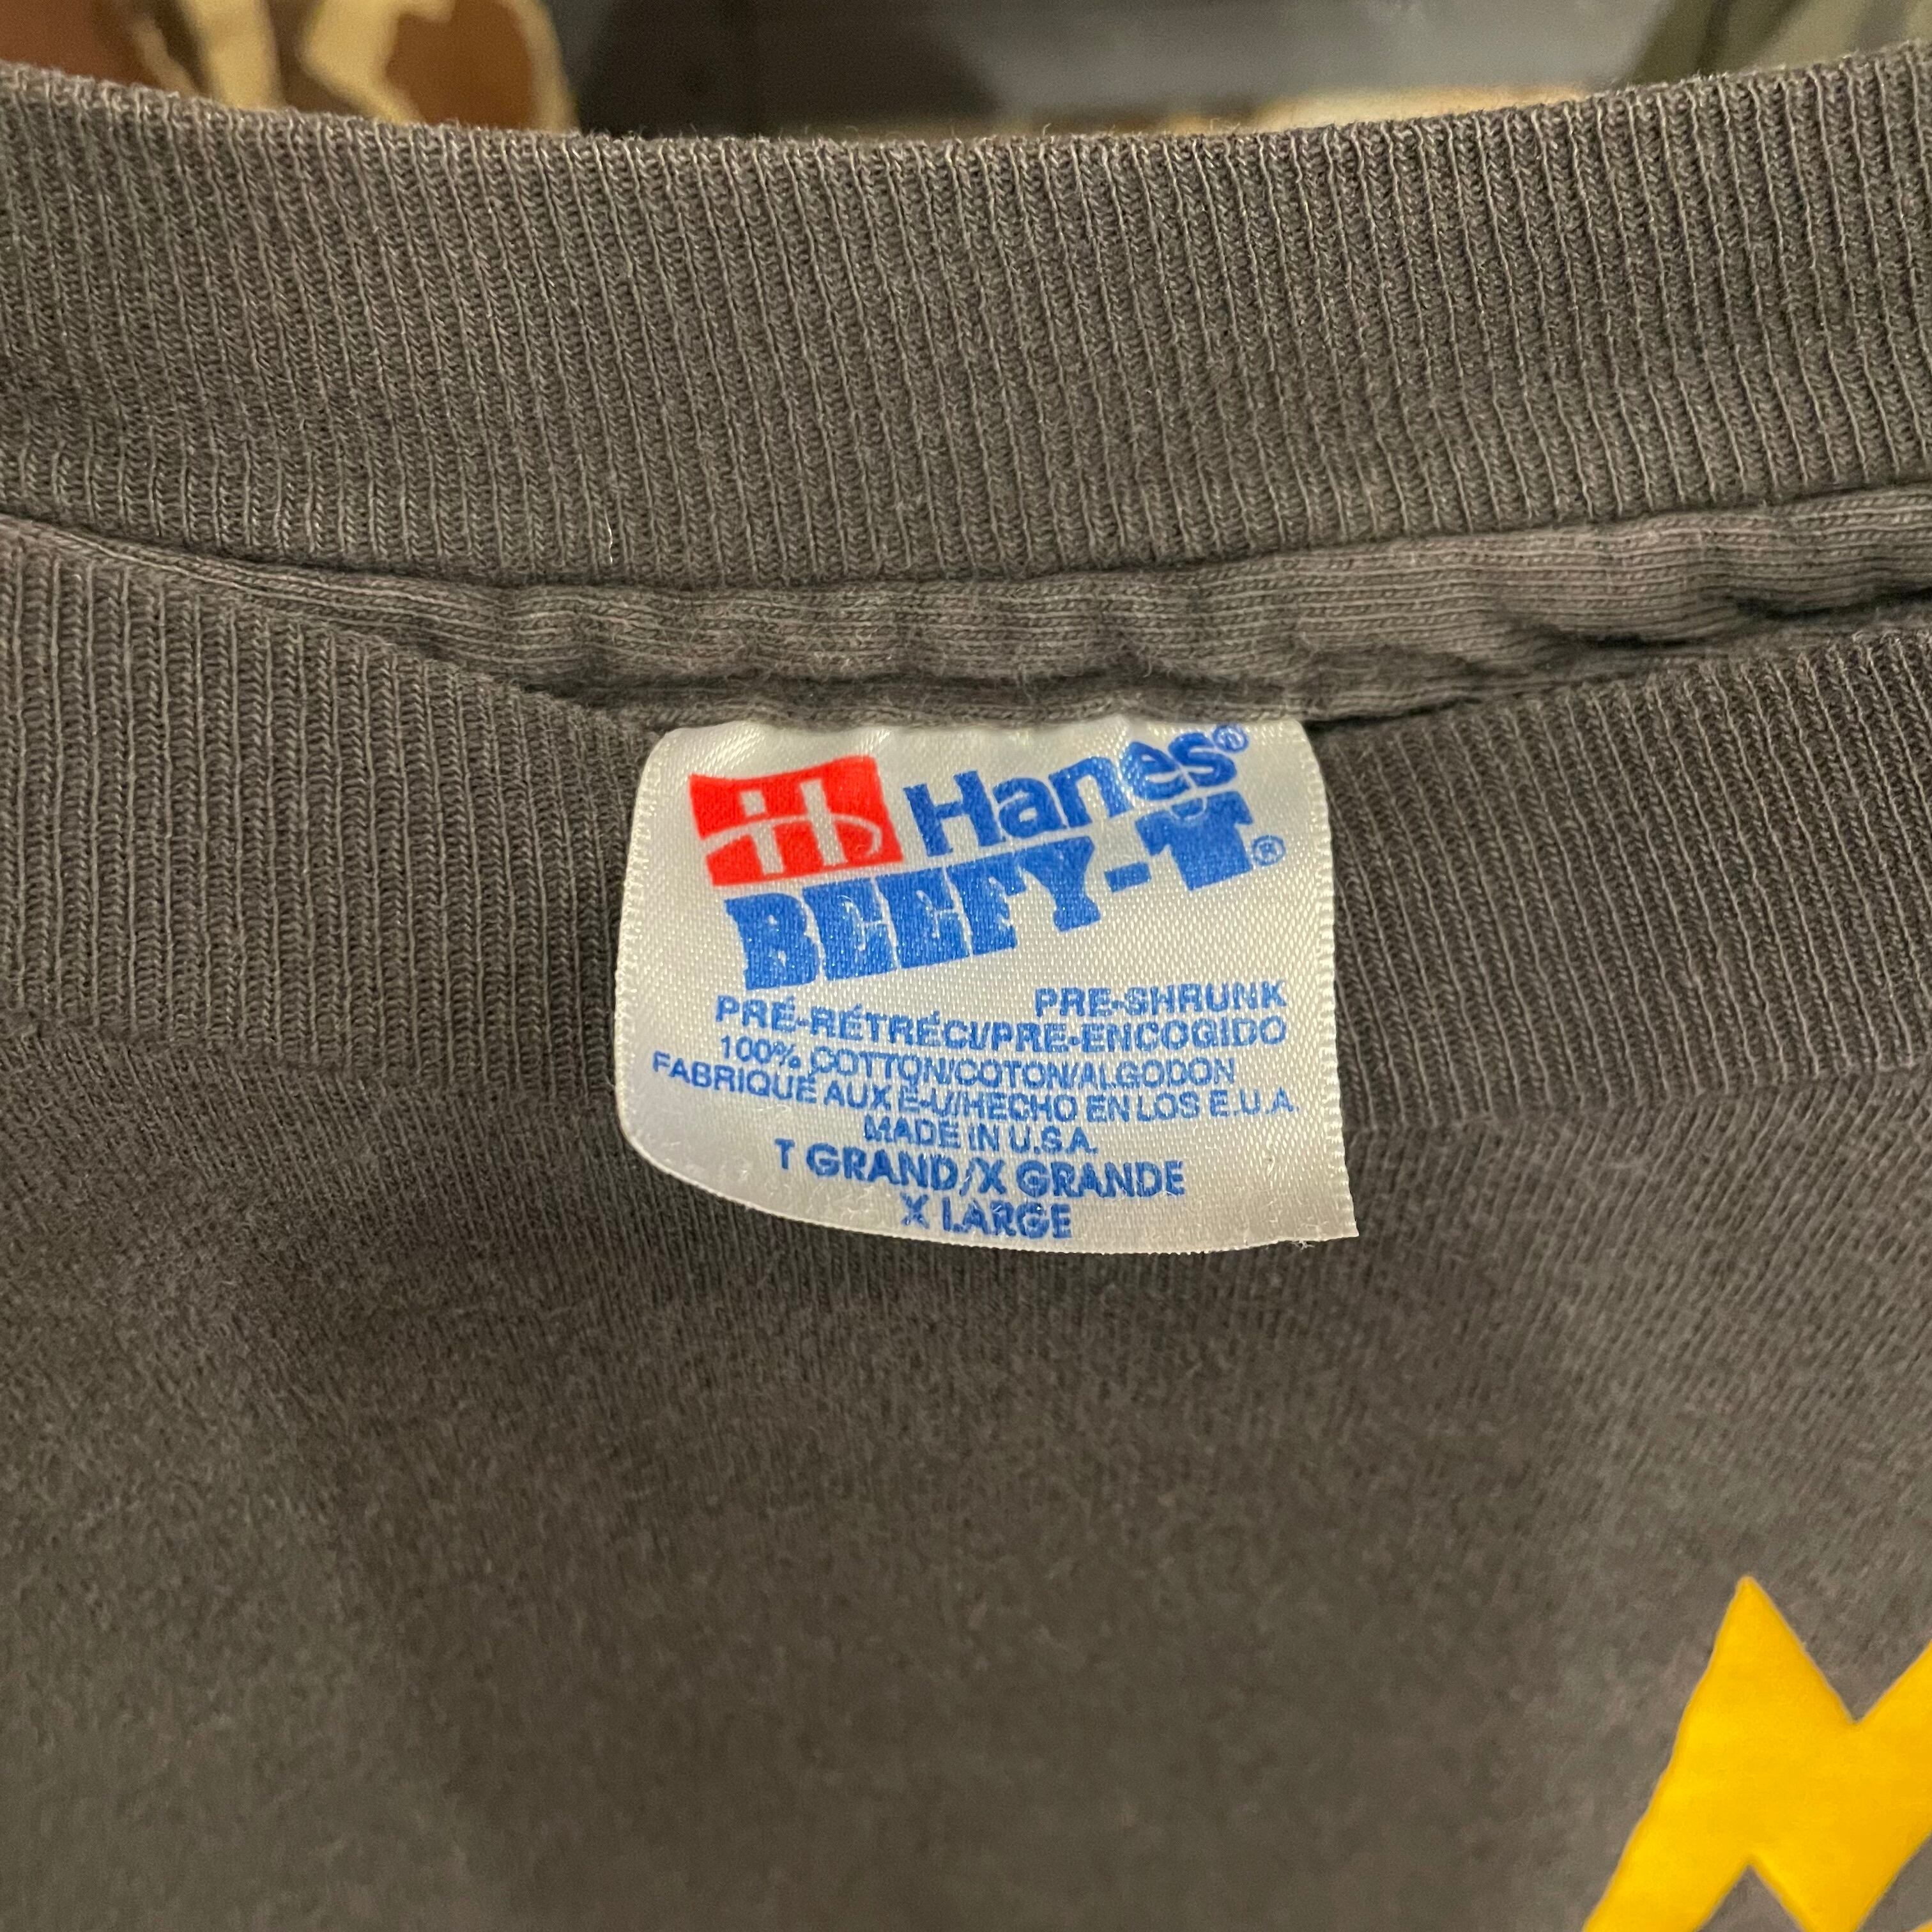 H Hanes®
BEEFY-T®
PRE-SHRUNK
PRÉ-RÉTRÉCI/PRE-ENCOGIDO
100% COTTON/COTON/ALGODON
FABRIQUÉ AUX É-U/HECHO EN LOS E.U.A.
MADE IN U.S.A.
T GRAND/X GRANDE
X LARGE